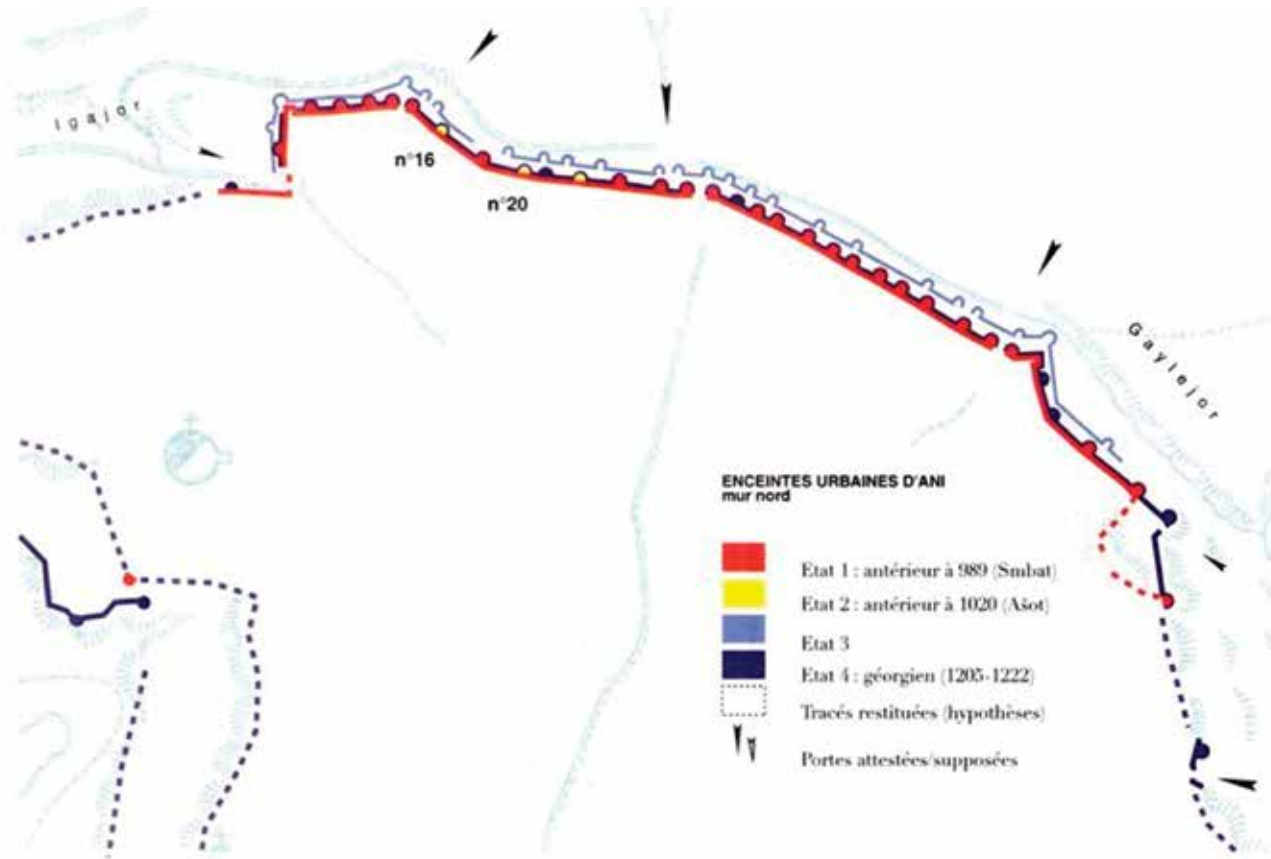 Igajor
n°16
n°20
Gaylejor
ENCEINTES URBAINES D'ANI
mur nord
Etat 1 : antérieur à 989 (Smbat)
Etat 2 : antérieur à 1020 (Ašot)
Etat 3
Etat 4 : géorgien (1205-1222)
Tracés restituées (hypothèses)
Portes attestées/supposées